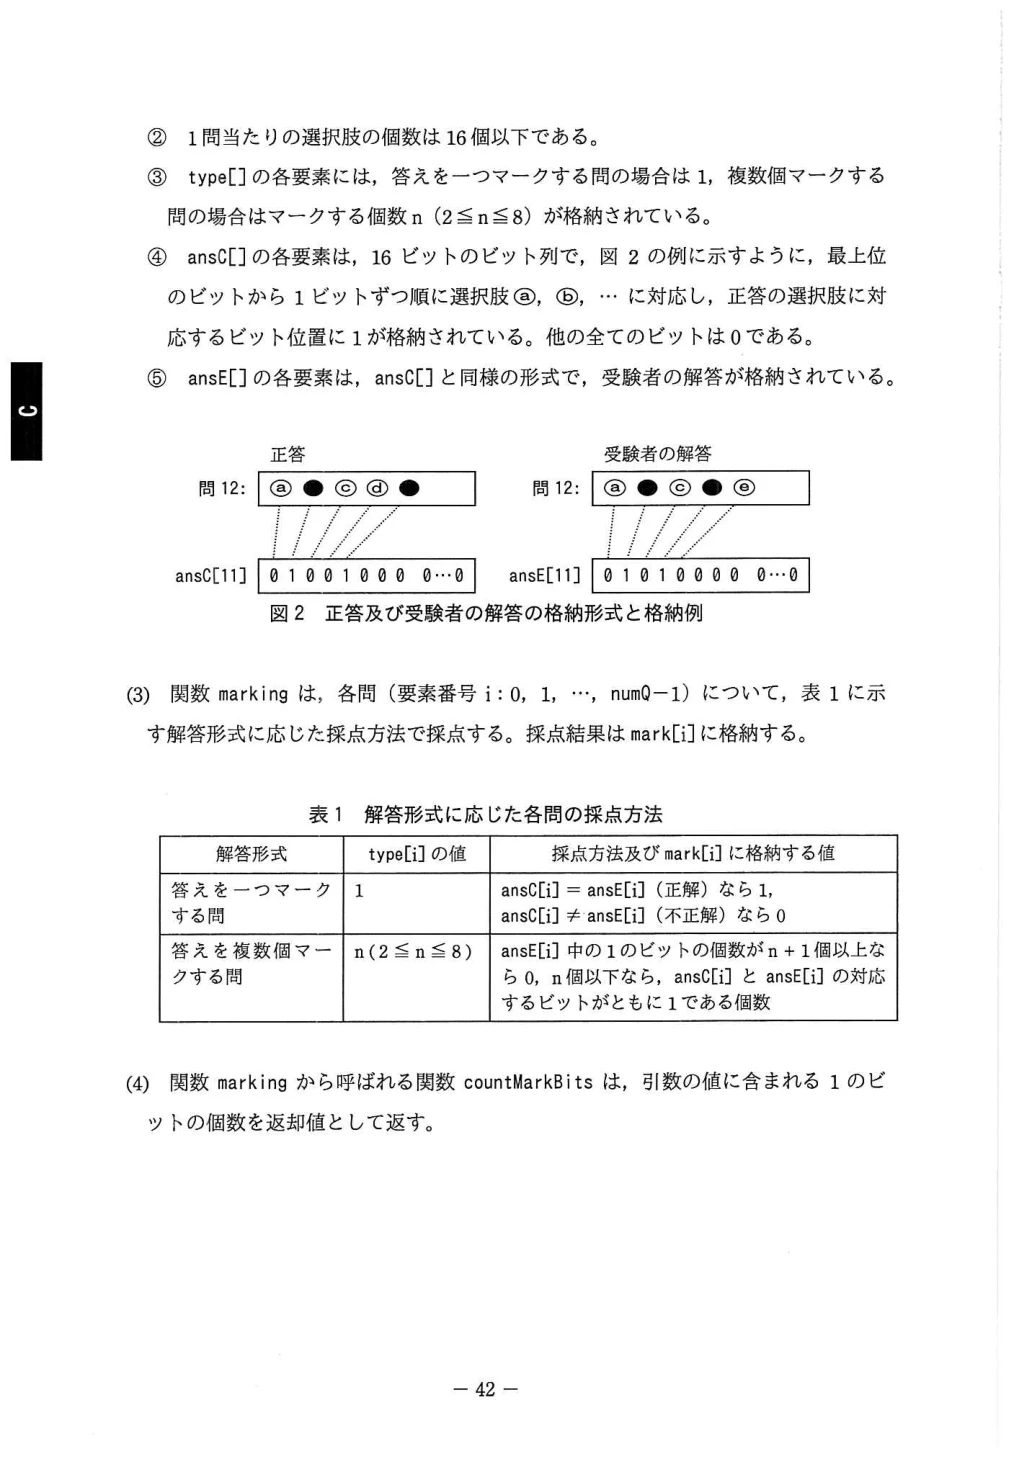 ② 1問当たりの選択肢の個数は16個以下である。
③ type[]の各要素には，答えを一つマークする問の場合は1，複数個マークする
問の場合はマークする個数n（2≦n≦8）が格納されている。
④ ansC[]の各要素は，16 ビットのビット列で，図 2 の例に示すように，最上位
のビットから 1 ビットずつ順に選択肢ⓐ，ⓑ，… に対応し，正答の選択肢に対
応するビット位置に1が格納されている。他の全てのビットは0である。
⑤ ansE[]の各要素は，ansC[]と同様の形式で，受験者の解答が格納されている。
C
正答 受験者の解答
問12: ⓐ ● ⓒ ⓓ ● 問12: ⓐ ● ⓒ ● ⓔ
ansC[11] 0 1 0 0 1 0 0 0 0…0 ansE[11] 0 1 0 1 0 0 0 0 0…0
図2 正答及び受験者の解答の格納形式と格納例
(3) 関数 marking は，各問（要素番号 i：0，1，…，numQ－1）について，表 1 に示
す解答形式に応じた採点方法で採点する。採点結果はmark[i]に格納する。
表1 解答形式に応じた各問の採点方法
解答形式 type[i]の値 採点方法及びmark[i]に格納する値
答えを一つマーク 1 ansC[i] = ansE[i]（正解）なら1，
する問 ansC[i] ≠ ansE[i]（不正解）なら0
答えを複数個マー n(2≦n≦8) ansE[i] 中の1のビットの個数がn＋1個以上な
クする問 ら0，n個以下なら，ansC[i] と ansE[i] の対応
するビットがともに1である個数
(4) 関数 marking から呼ばれる関数 countMarkBits は，引数の値に含まれる 1 のビ
ットの個数を返却値として返す。
－ 42 －